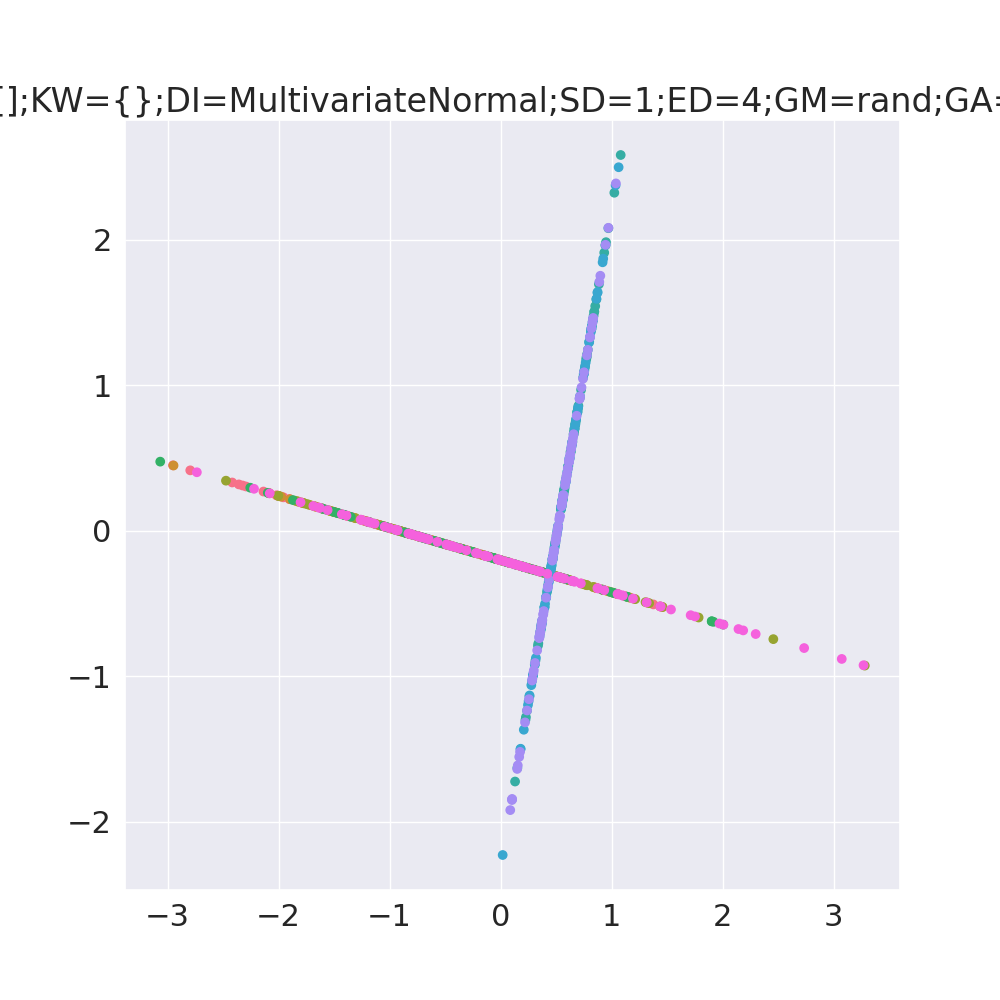 [];KW={};DI=MultivariateNormal;SD=1;ED=4;GM=rand;GA=
2
1
0
−1
−2
−3 −2 −1 0 1 2 3